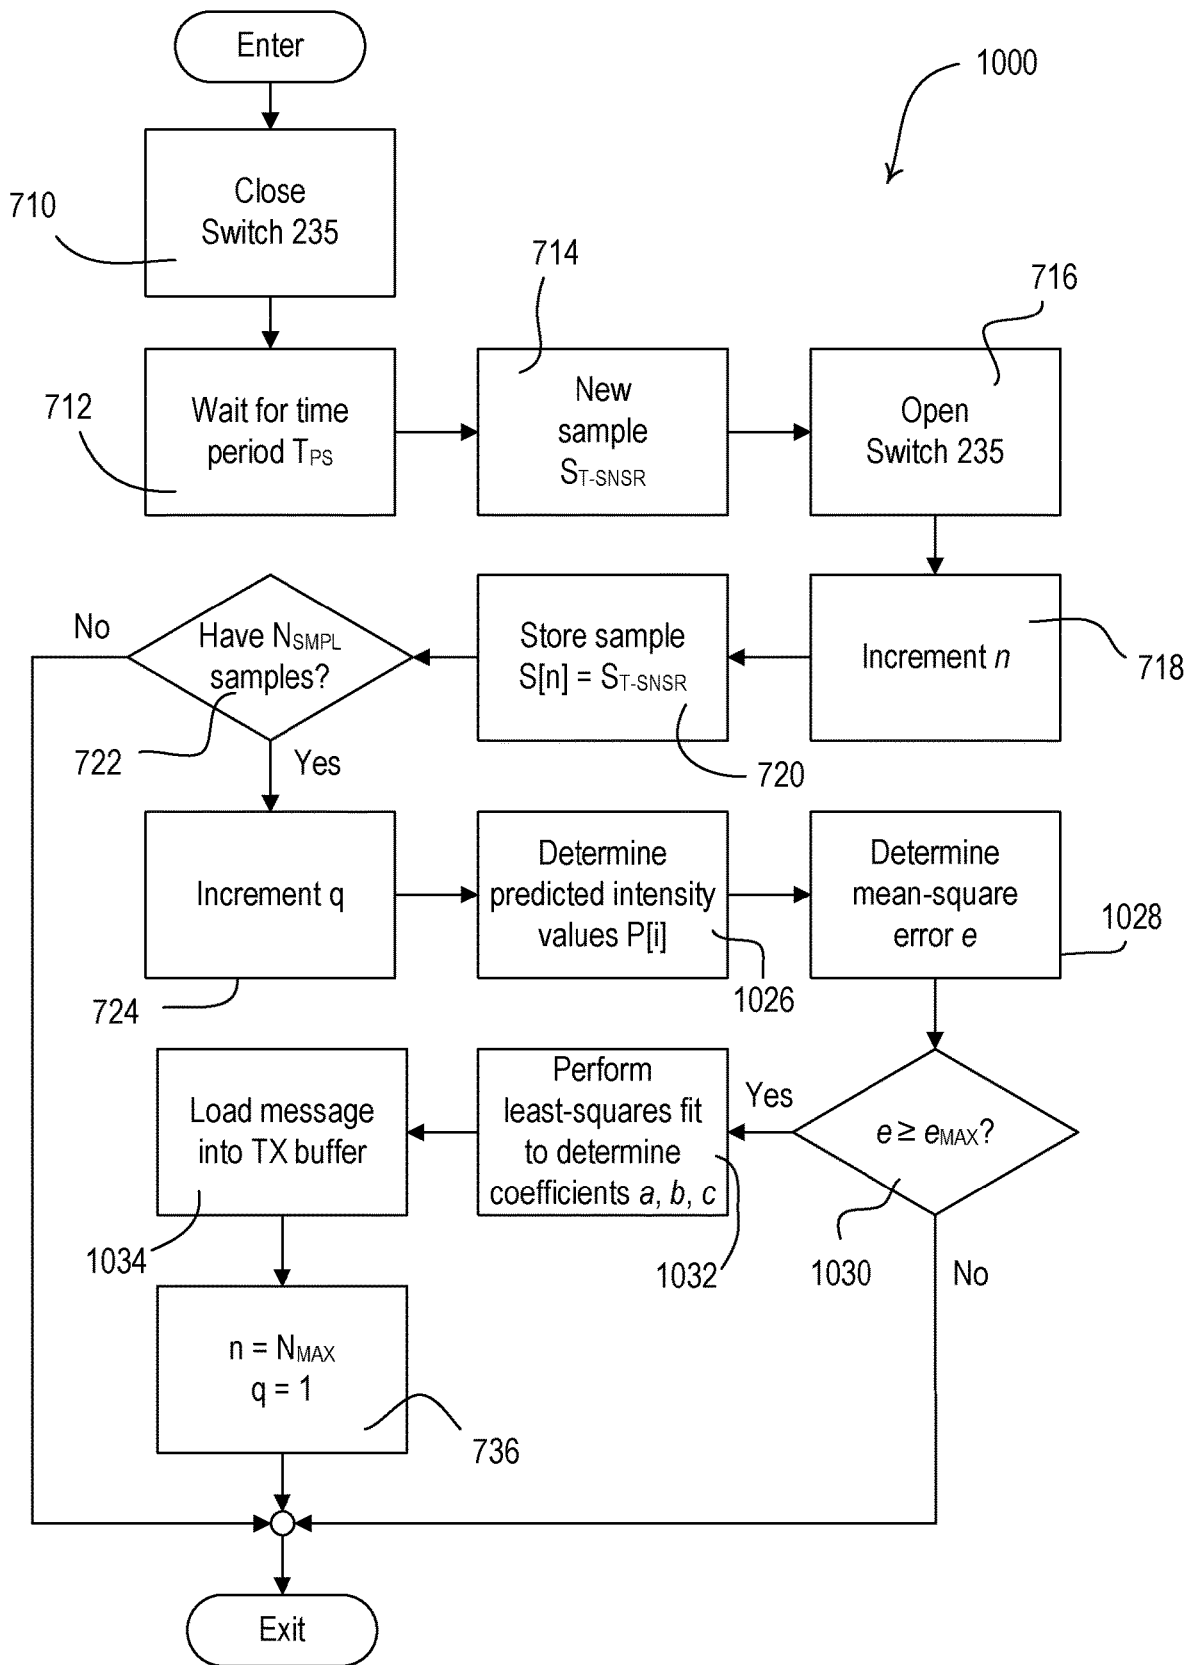 Enter
1000
Close
Switch 235
710
714
716
Wait for time
period TPS
712
New
sample
ST-SNSR
Open
Switch 235
No
Have NSMPL
samples?
722
Yes
Store sample
S[n] = ST-SNSR
720
Increment n
718
Increment q
724
Determine
predicted intensity
values P[i]
1026
Determine
mean-square
error e
1028
Load message
into TX buffer
1034
Perform
least-squares fit
to determine
coefficients a, b, c
1032
Yes
e ≥ eMAX?
1030
No
n = NMAX
q = 1
736
Exit